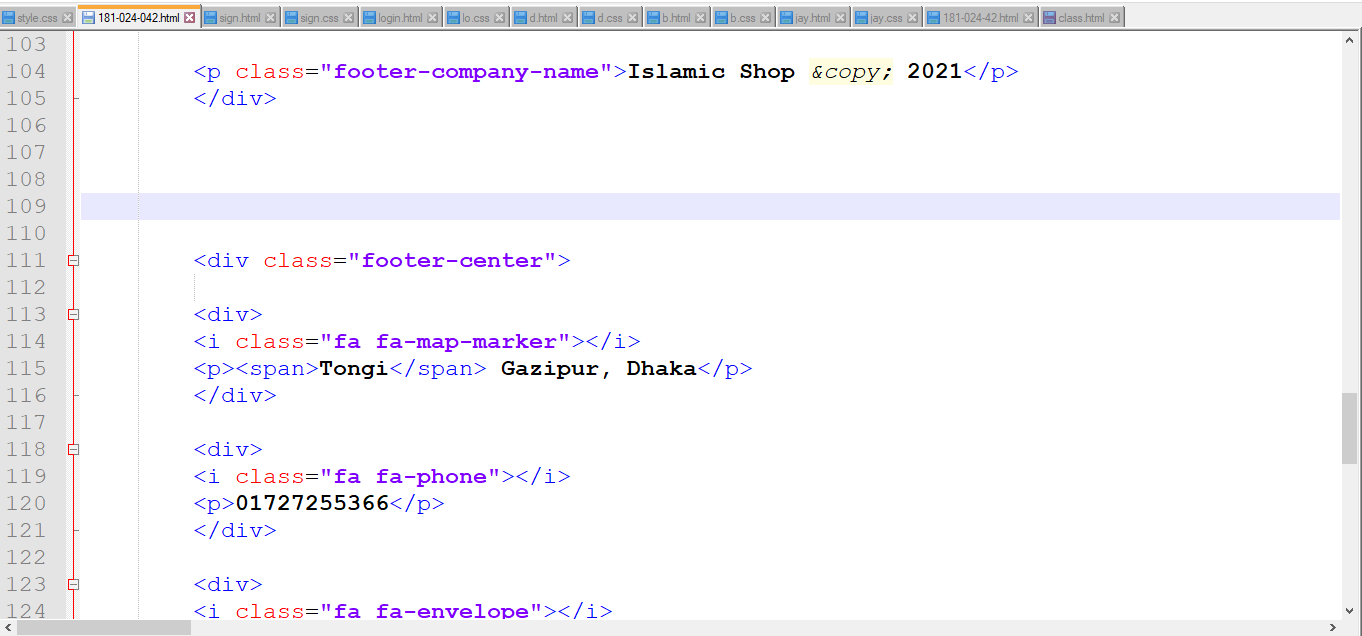 style.css 181-024-042.html sign.html sign.css login.html lo.css d.html d.css b.html b.css jay.html jay.css 181-024-42.html class.html
103
104 <p class="footer-company-name">Islamic Shop &copy; 2021</p>
105 </div>
106
107
108
109
110
111 <div class="footer-center">
112
113 <div>
114 <i class="fa fa-map-marker"></i>
115 <p><span>Tongi</span> Gazipur, Dhaka</p>
116 </div>
117
118 <div>
119 <i class="fa fa-phone"></i>
120 <p>01727255366</p>
121 </div>
122
123 <div>
124 <i class="fa fa-envelope"></i>